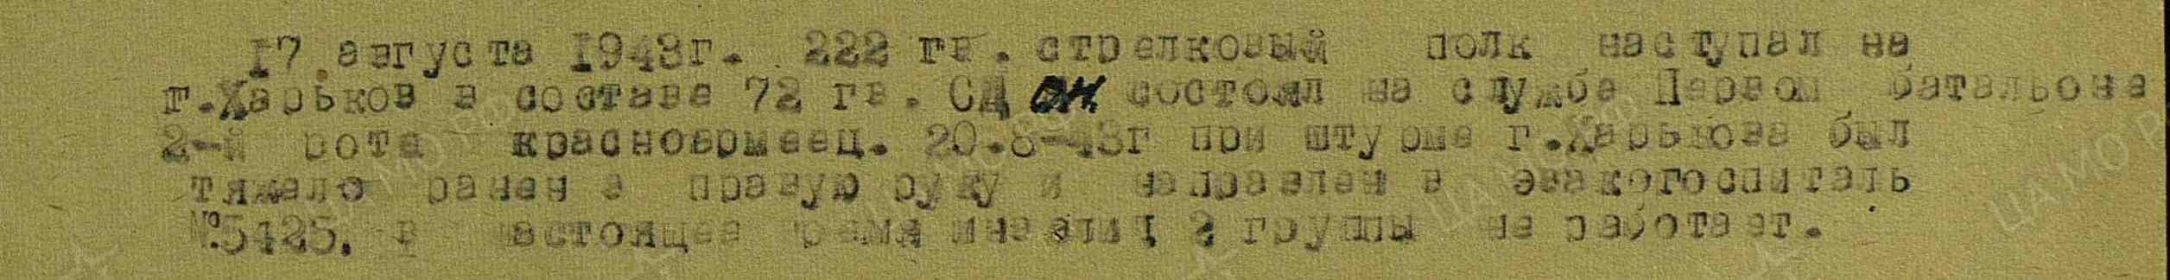 17 августа 1943г. 222 гв. стрелковый полк наступал на
г.Харьков в составе 72 гв. СД он состоял на службе Первом батальоне
2-й рота красноармеец. 20.8-43г при штурме г.Харькова был
тяжело ранен в правую руку и направлен в эвакогоспиталь
№5425. В настоящее время инвалид 2 группы не работает.